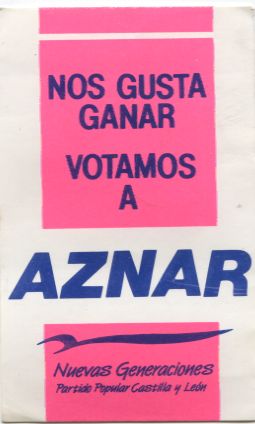 NOS GUSTA
GANAR
VOTAMOS
A
AZNAR
Nuevas Generaciones
Partido Popular Castilla y León